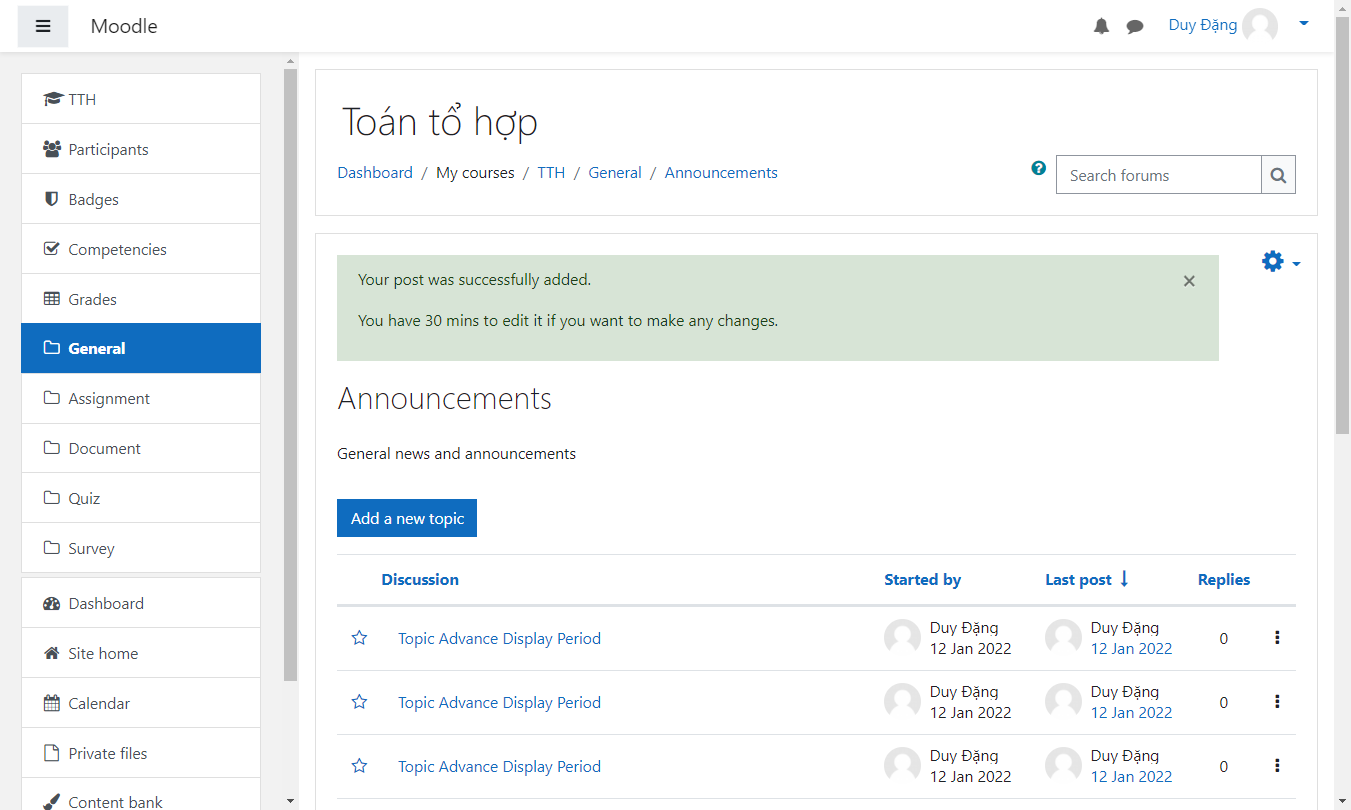 Moodle
Duy Đặng
TTH
Participants
Badges
Competencies
Grades
General
Assignment
Document
Quiz
Survey
Dashboard
Site home
Calendar
Private files
Content bank
Toán tổ hợp
Dashboard / My courses / TTH / General / Announcements
Search forums
Your post was successfully added.
You have 30 mins to edit it if you want to make any changes.
Announcements
General news and announcements
Add a new topic
Discussion Started by Last post Replies
Topic Advance Display Period Duy Đặng Duy Đặng 0
12 Jan 2022 12 Jan 2022
Topic Advance Display Period Duy Đặng Duy Đặng 0
12 Jan 2022 12 Jan 2022
Topic Advance Display Period Duy Đặng Duy Đặng 0
12 Jan 2022 12 Jan 2022